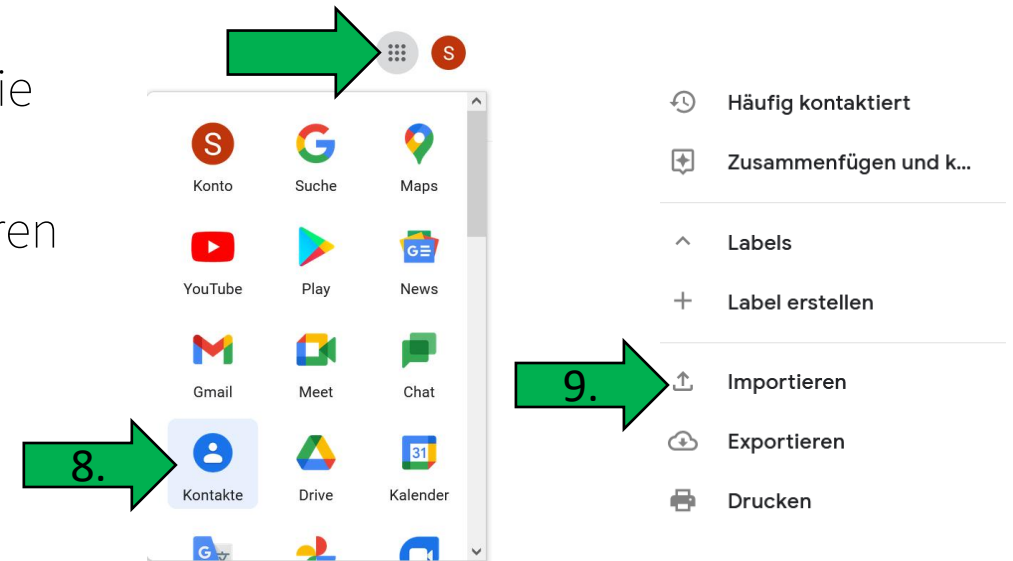 S
ie
ren
S
Konto Suche Maps
G≡
YouTube Play News
Gmail Meet Chat
31
8.
Kontakte Drive Kalender
G
Häufig kontaktiert
Zusammenfügen und k...
Labels
Label erstellen
9.
Importieren
Exportieren
Drucken